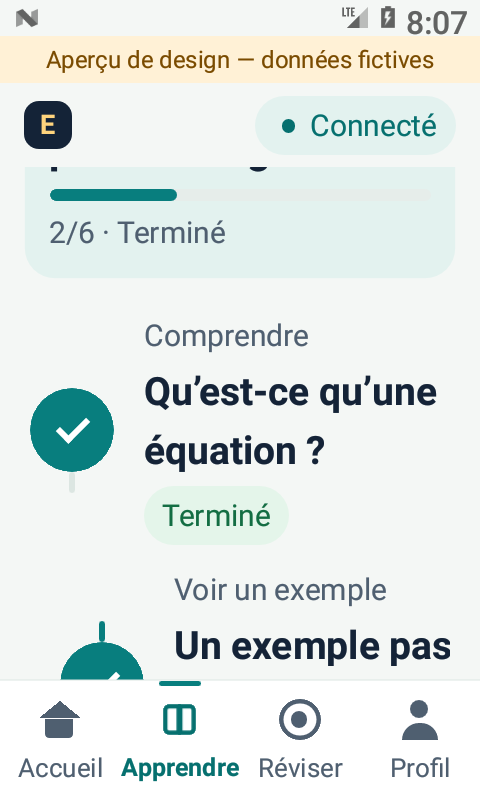 LTE 8:07
Aperçu de design — données fictives
E
Connecté
2/6 · Terminé
Comprendre
Qu’est-ce qu’une
équation ?
Terminé
Voir un exemple
Un exemple pas
Accueil Apprendre Réviser Profil